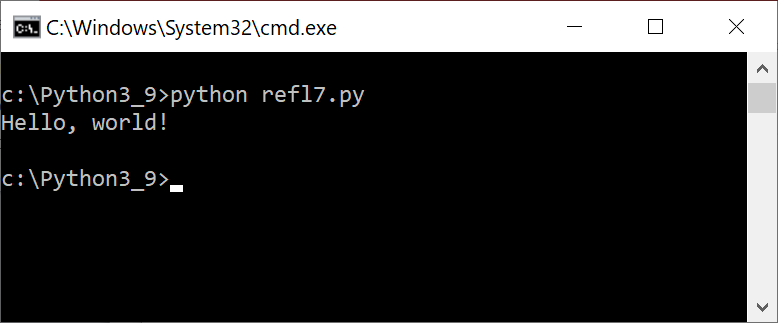 C:\Windows\System32\cmd.exe
c:\Python3_9>python refl7.py
Hello, world!
c:\Python3_9>